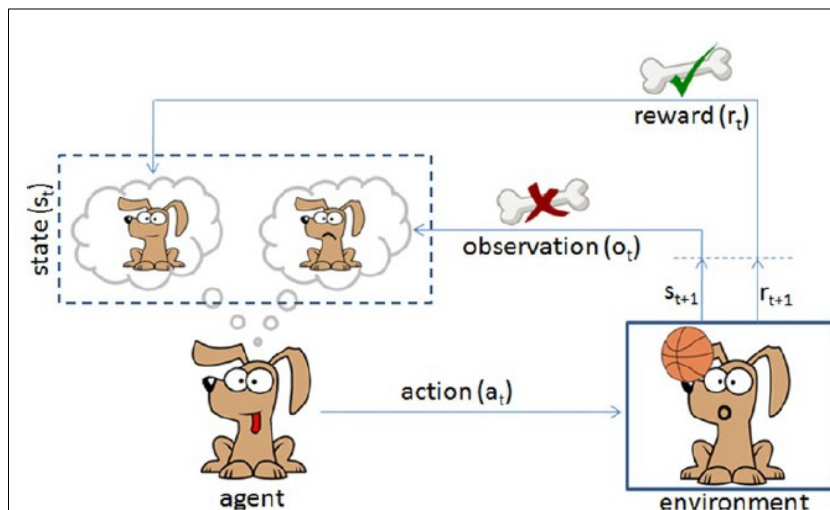 reward (rₜ)
state (sₜ)
observation (oₜ)
sₜ₊₁
rₜ₊₁
action (aₜ)
agent
environment